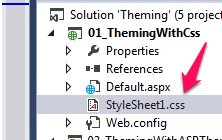 Solution 'Theming' (5 project
01_ThemingWithCss
Properties
References
Default.aspx
StyleSheet1.css
Web.config